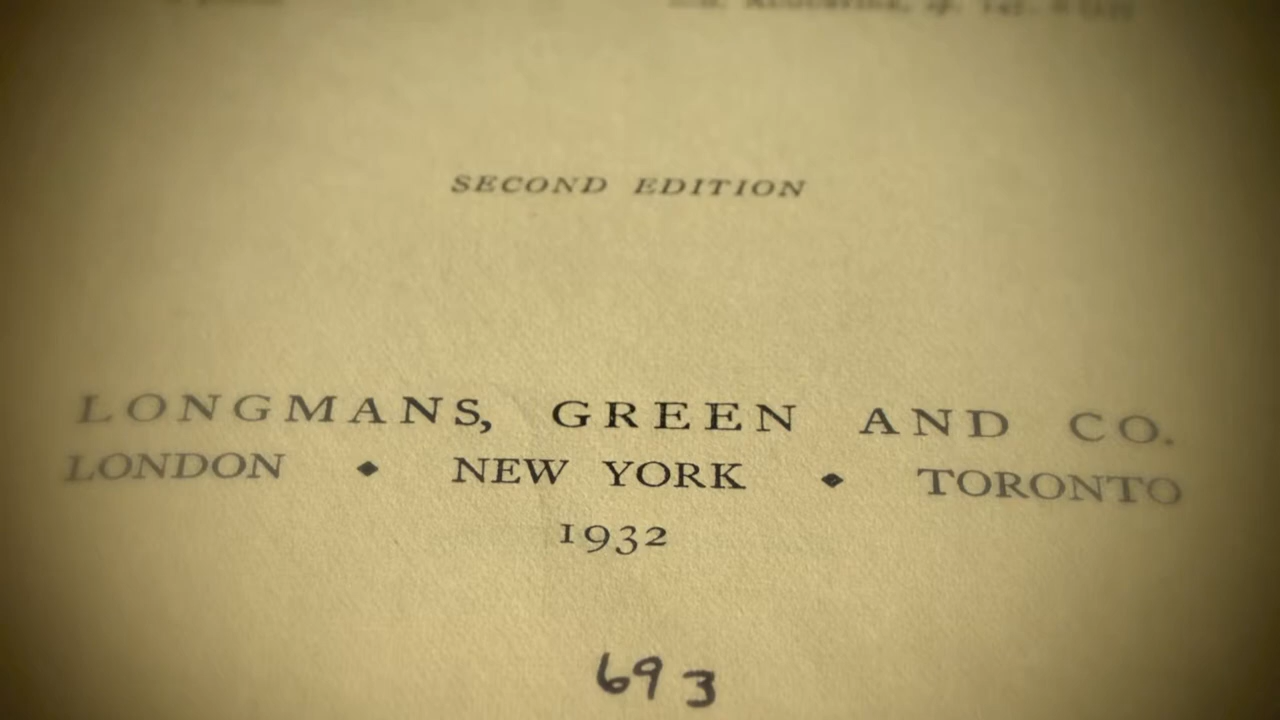 SECOND EDITION
LONGMANS, GREEN AND CO.
LONDON ◆ NEW YORK ◆ TORONTO
1932
693